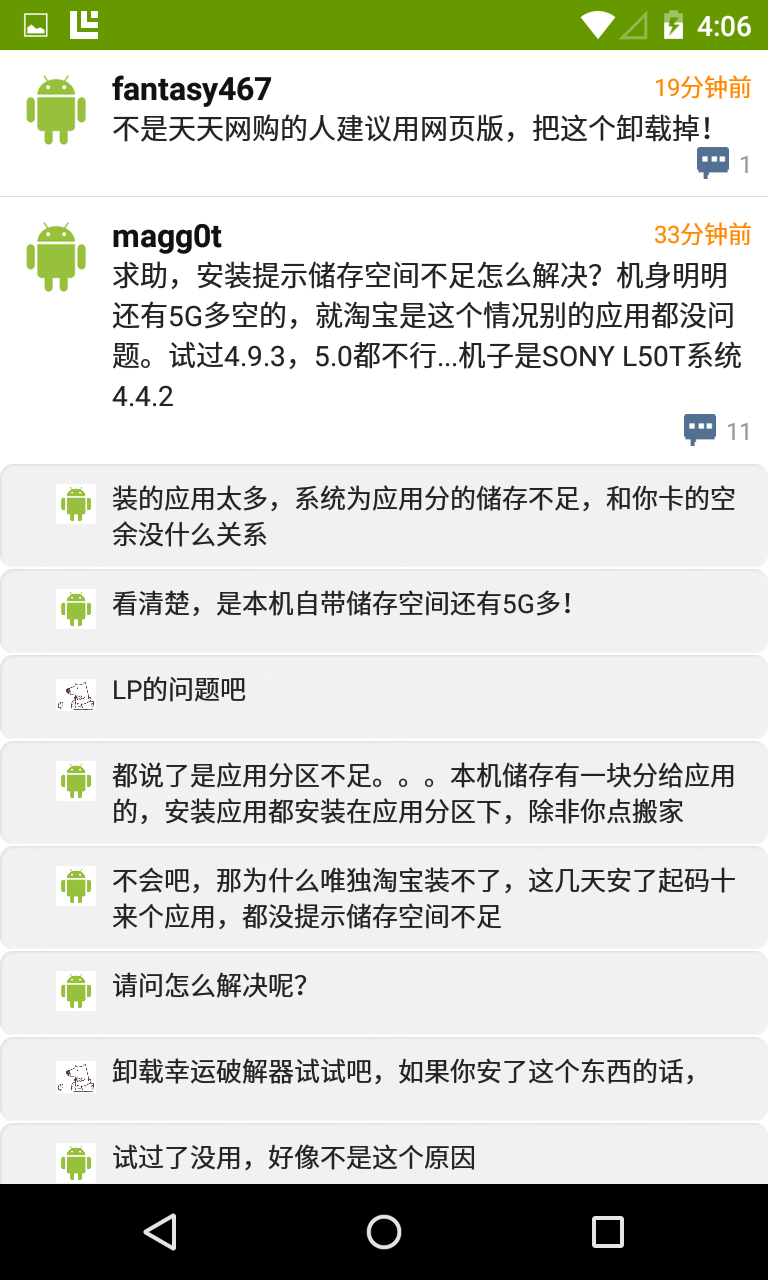 4:06
fantasy467
19分钟前
不是天天网购的人建议用网页版，把这个卸载掉！
1
magg0t
33分钟前
求助，安装提示储存空间不足怎么解决？机身明明
还有5G多空的，就淘宝是这个情况别的应用都没问
题。试过4.9.3，5.0都不行...机子是SONY L50T系统
4.4.2
11
装的应用太多，系统为应用分的储存不足，和你卡的空
余没什么关系
看清楚，是本机自带储存空间还有5G多！
LP的问题吧
都说了是应用分区不足。。。本机储存有一块分给应用
的，安装应用都安装在应用分区下，除非你点搬家
不会吧，那为什么唯独淘宝装不了，这几天安了起码十
来个应用，都没提示储存空间不足
请问怎么解决呢？
卸载幸运破解器试试吧，如果你安了这个东西的话，
试过了没用，好像不是这个原因